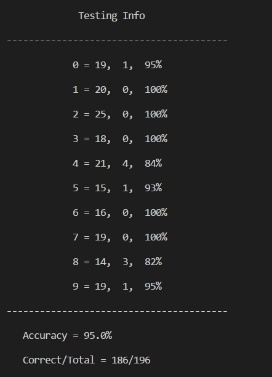 Testing Info
----------------------------------------
0 = 19, 1, 95%
1 = 20, 0, 100%
2 = 25, 0, 100%
3 = 18, 0, 100%
4 = 21, 4, 84%
5 = 15, 1, 93%
6 = 16, 0, 100%
7 = 19, 0, 100%
8 = 14, 3, 82%
9 = 19, 1, 95%
----------------------------------------
Accuracy = 95.0%
Correct/Total = 186/196